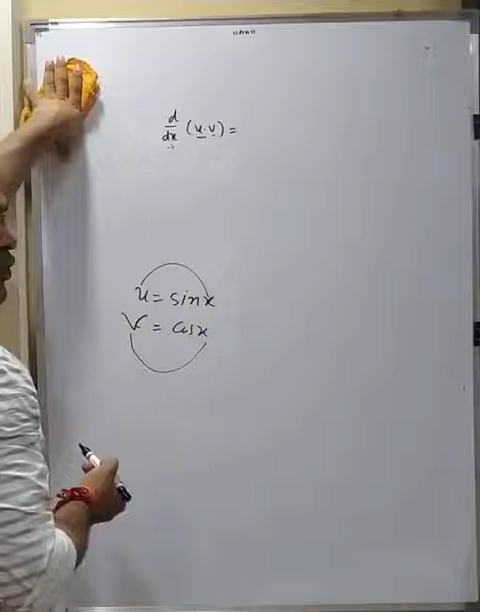 d/dx (u·v) =
u = sinx
v = cosx